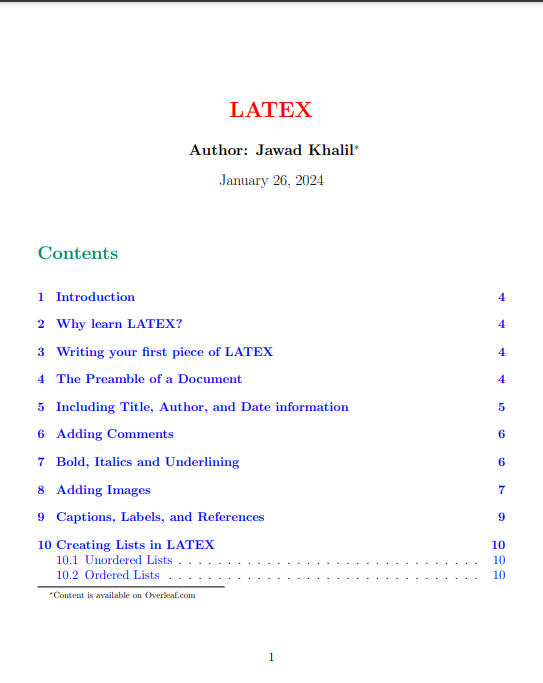 LATEX
Author: Jawad Khalil*
January 26, 2024
Contents
1 Introduction 4
2 Why learn LATEX? 4
3 Writing your first piece of LATEX 4
4 The Preamble of a Document 4
5 Including Title, Author, and Date information 5
6 Adding Comments 6
7 Bold, Italics and Underlining 6
8 Adding Images 7
9 Captions, Labels, and References 9
10 Creating Lists in LATEX 10
10.1 Unordered Lists . . . . . . . . . . . . . . . . . . . . . . . . . . . . . . . 10
10.2 Ordered Lists . . . . . . . . . . . . . . . . . . . . . . . . . . . . . . . . 10
*Content is available on Overleaf.com
1